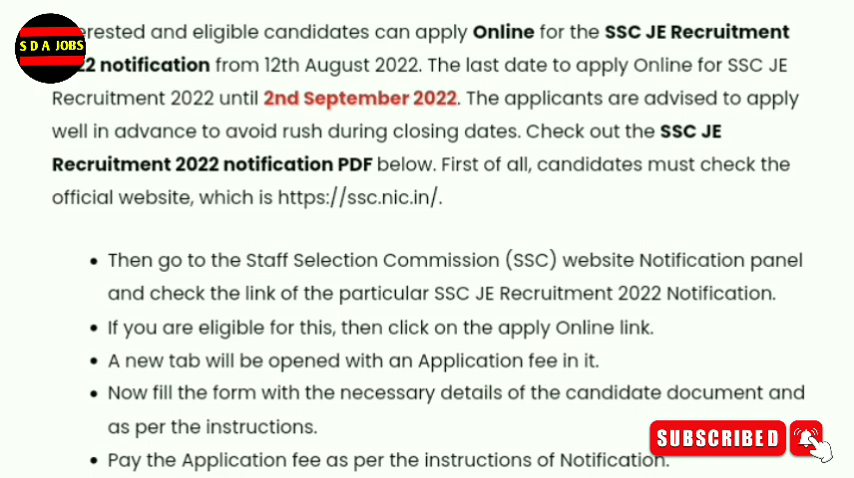 S D A JOBS
erested and eligible candidates can apply Online for the SSC JE Recruitment
2 notification from 12th August 2022. The last date to apply Online for SSC JE
Recruitment 2022 until 2nd September 2022. The applicants are advised to apply
well in advance to avoid rush during closing dates. Check out the SSC JE
Recruitment 2022 notification PDF below. First of all, candidates must check the
official website, which is https://ssc.nic.in/.
• Then go to the Staff Selection Commission (SSC) website Notification panel
and check the link of the particular SSC JE Recruitment 2022 Notification.
• If you are eligible for this, then click on the apply Online link.
• A new tab will be opened with an Application fee in it.
• Now fill the form with the necessary details of the candidate document and
as per the instructions.
• Pay the Application fee as per the instructions of Notification.
SUBSCRIBED